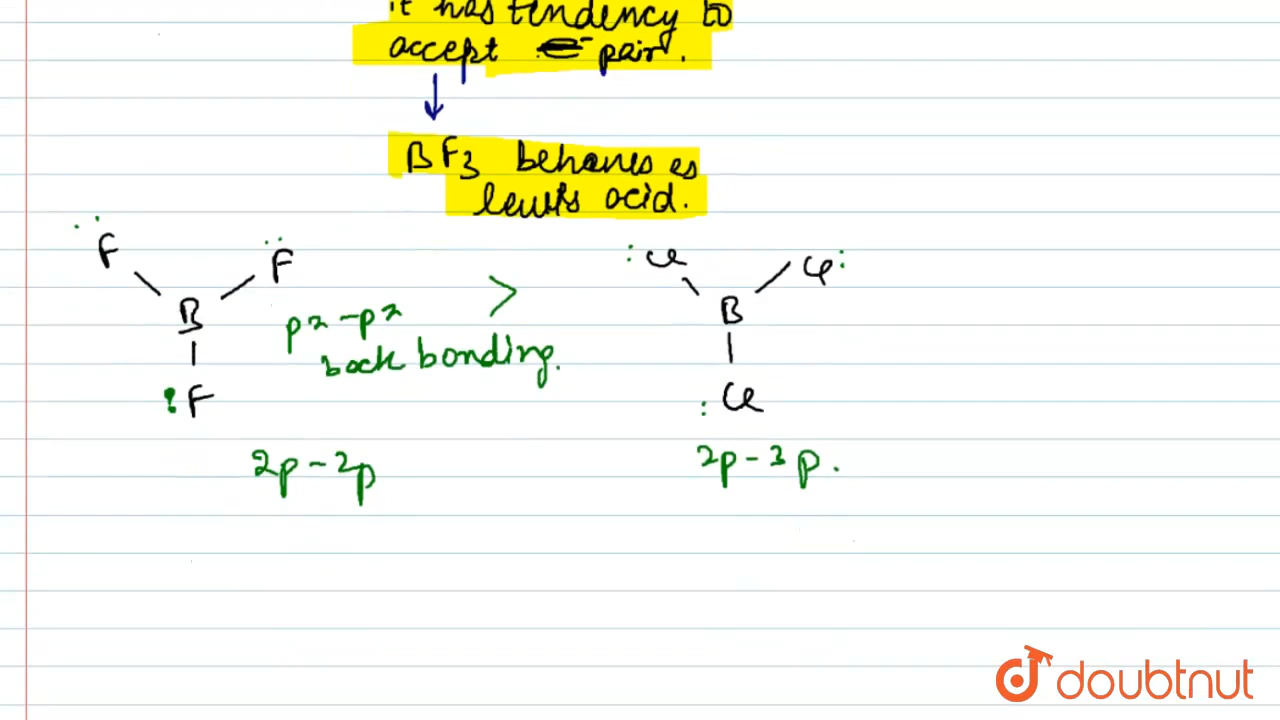 it has tendency to
accept e⁻ pair.
BF3 behaves as
lewis acid.
F
F
B
F
pπ-pπ
back bonding.
>
2p-2p
Cl
Cl
B
Cl
2p-3p.
doubtnut